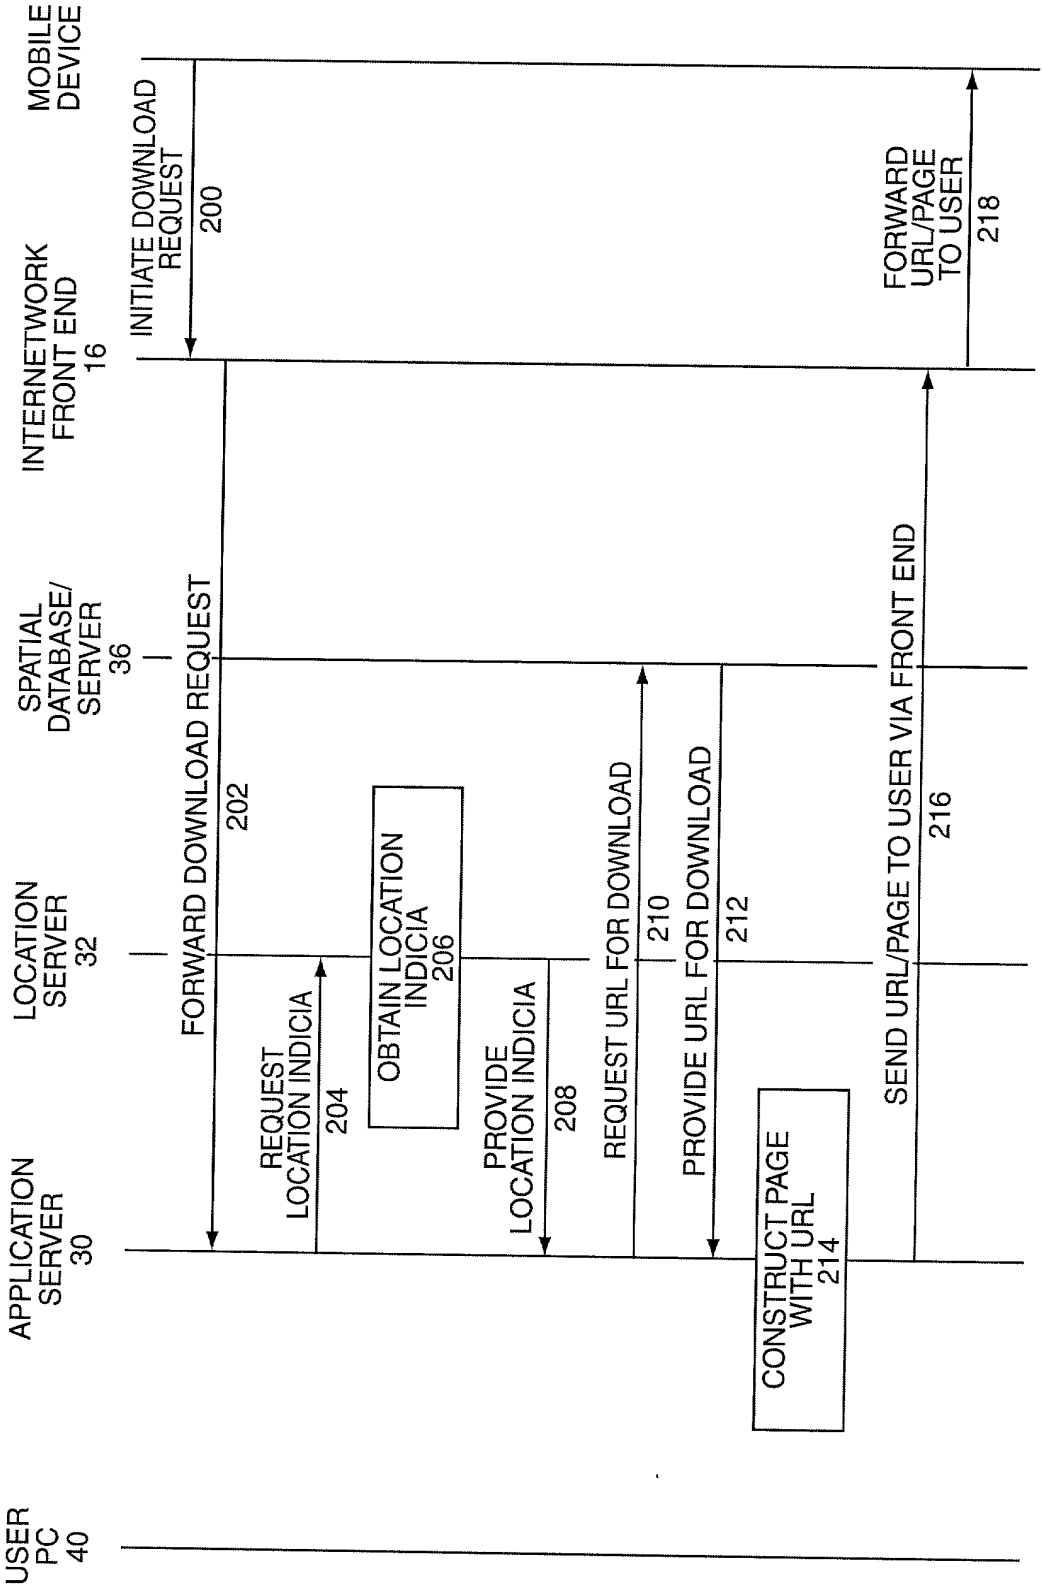 USER
PC
40
APPLICATION
SERVER
30
LOCATION
SERVER
32
SPATIAL
DATABASE/
SERVER
36
INTERNETWORK
FRONT END
16
MOBILE
DEVICE
INITIATE DOWNLOAD
REQUEST
200
FORWARD DOWNLOAD REQUEST
202
REQUEST
LOCATION INDICIA
204
OBTAIN LOCATION
INDICIA
206
PROVIDE
LOCATION INDICIA
208
REQUEST URL FOR DOWNLOAD
210
PROVIDE URL FOR DOWNLOAD
212
CONSTRUCT PAGE
WITH URL
214
SEND URL/PAGE TO USER VIA FRONT END
216
FORWARD
URL/PAGE
TO USER
218